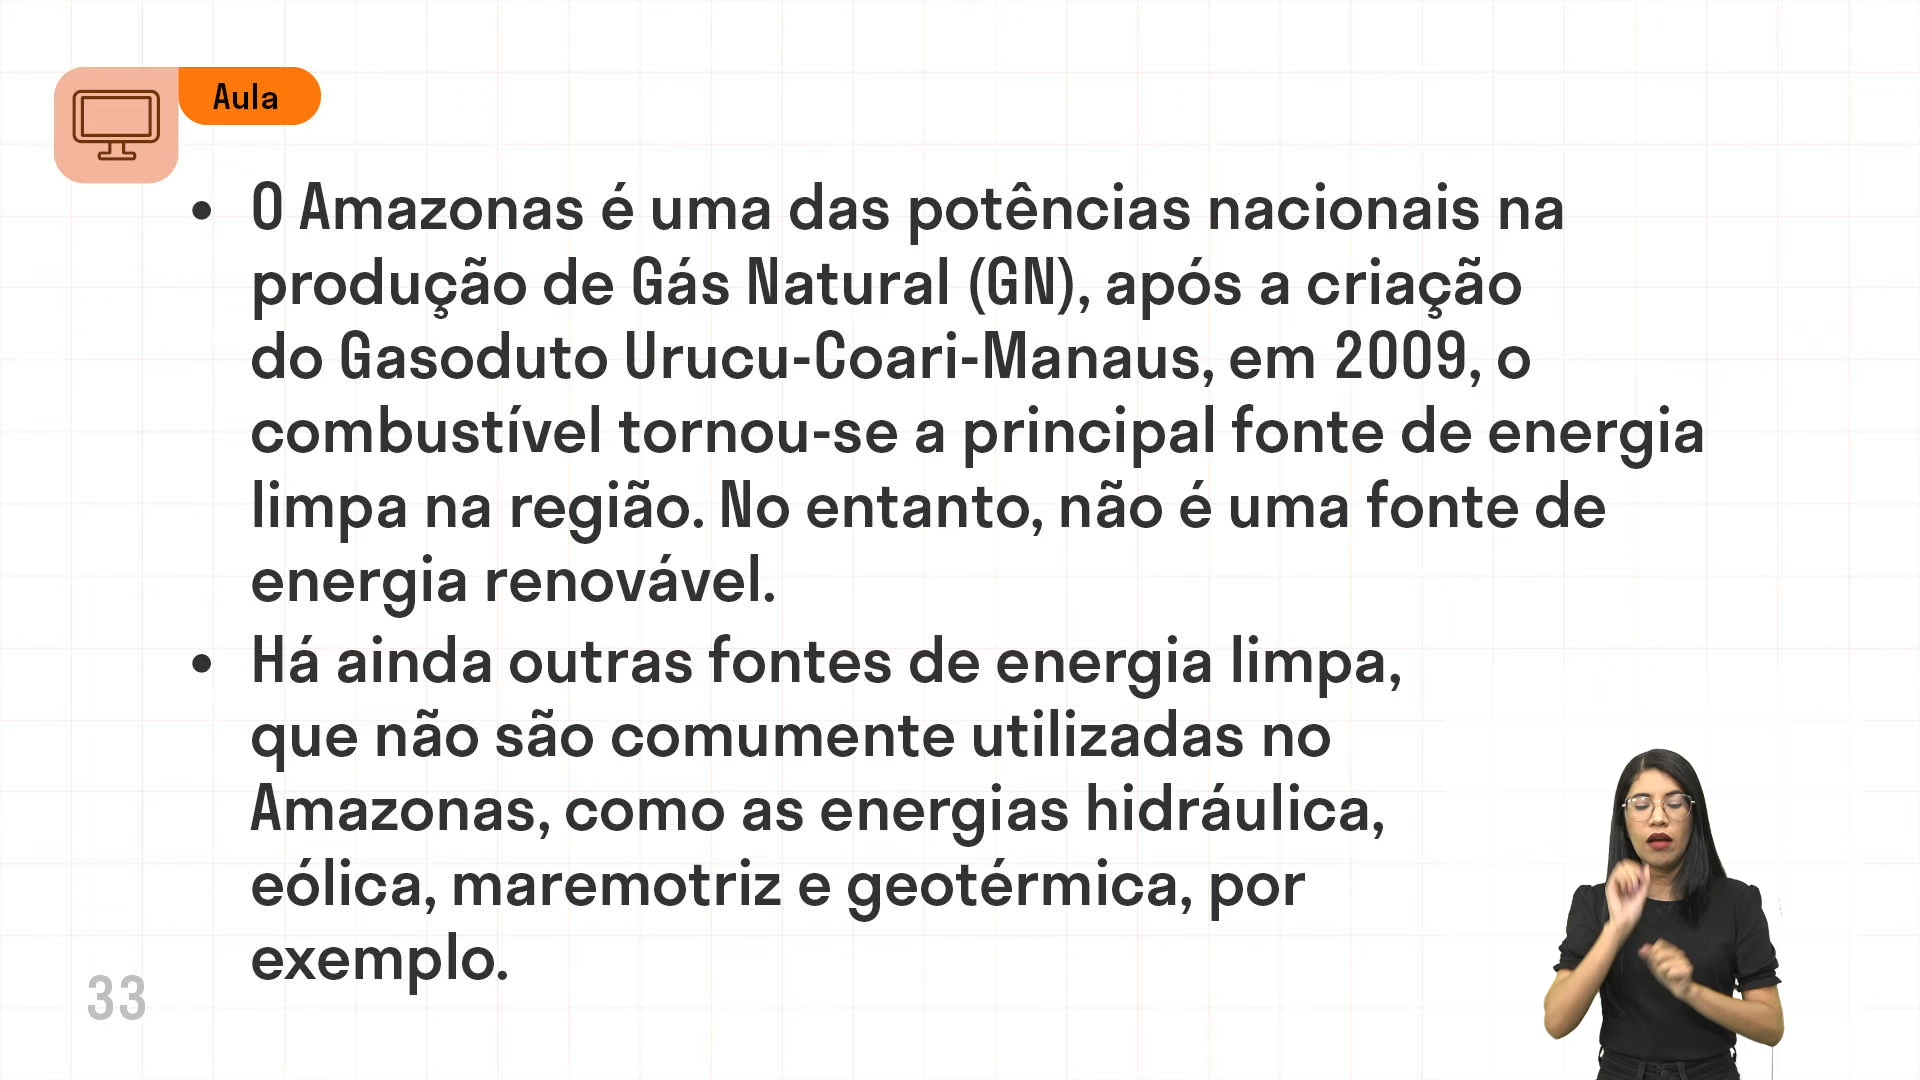 Aula
• O Amazonas é uma das potências nacionais na
produção de Gás Natural (GN), após a criação
do Gasoduto Urucu-Coari-Manaus, em 2009, o
combustível tornou-se a principal fonte de energia
limpa na região. No entanto, não é uma fonte de
energia renovável.
• Há ainda outras fontes de energia limpa,
que não são comumente utilizadas no
Amazonas, como as energias hidráulica,
eólica, maremotriz e geotérmica, por
exemplo.
33